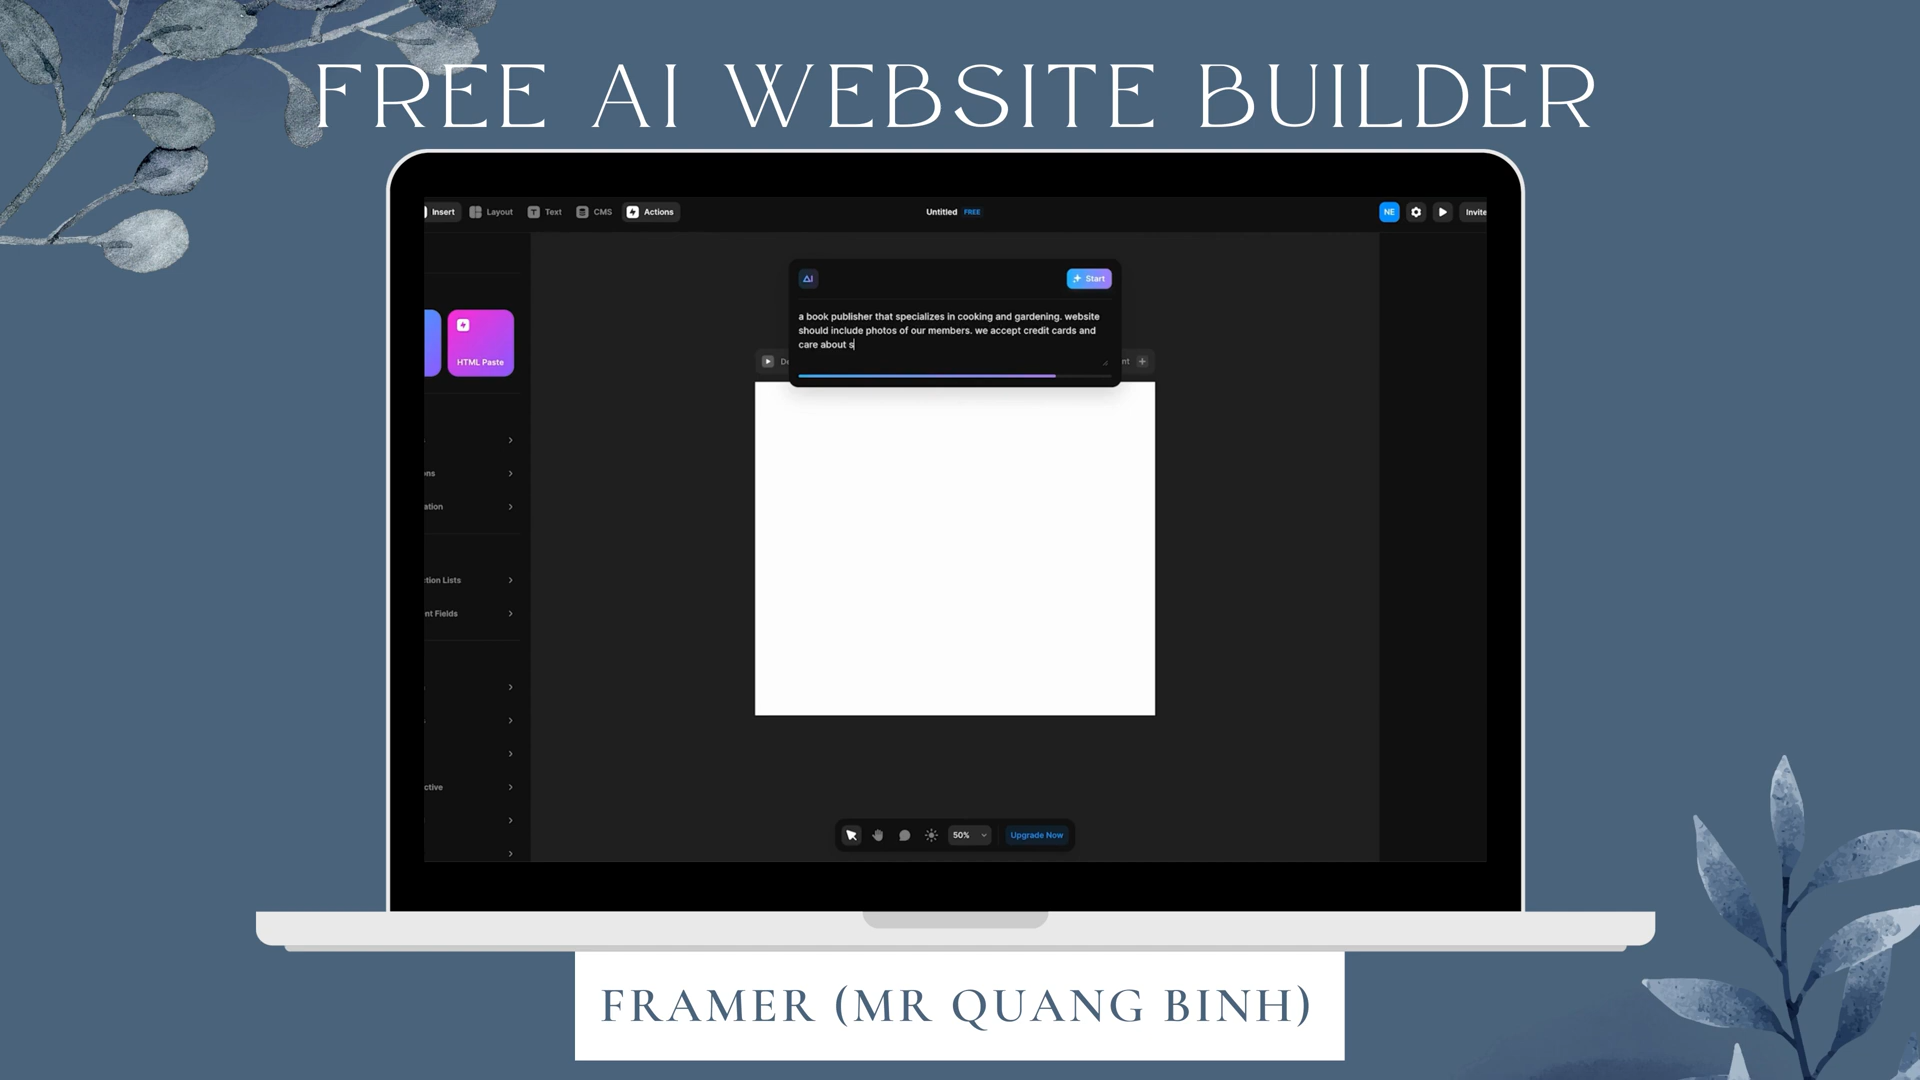 FREE AI WEBSITE BUILDER
Insert
Layout
Text
CMS
Actions
Untitled FREE
NE
Invite
AI
Start
a book publisher that specializes in cooking and gardening. website
should include photos of our members. we accept credit cards and
care about s
HTML Paste
50%
Upgrade Now
FRAMER (MR QUANG BINH)